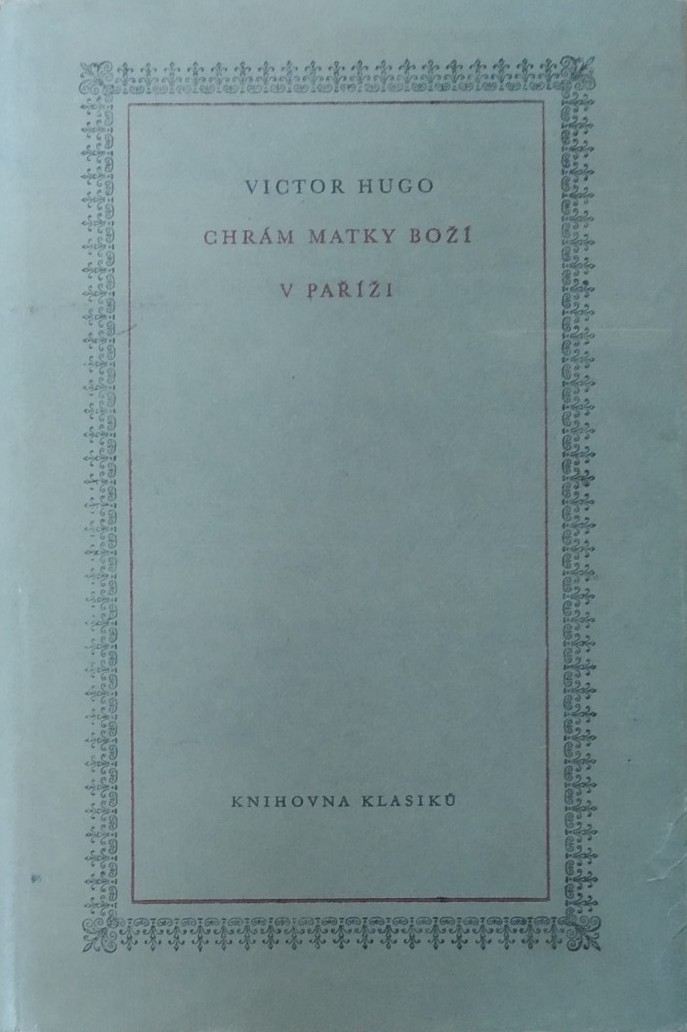 VICTOR HUGO
CHRÁM MATKY BOŽÍ
V PAŘÍŽI
KNIHOVNA KLASIKŮ